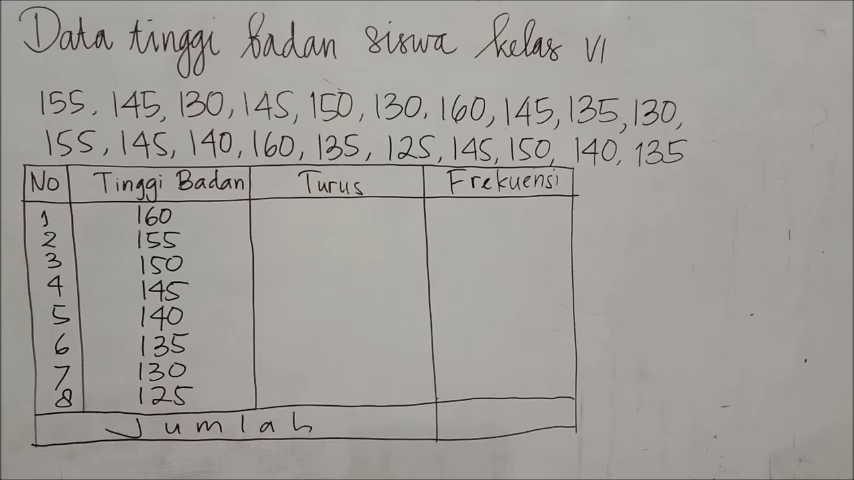 Data tinggi badan siswa kelas VI
155, 145, 130, 145, 150, 130, 160, 145, 135, 130,
155, 145, 140, 160, 135, 125, 145, 150, 140, 135
No Tinggi Badan Turus Frekuensi
1 160
2 155
3 150
4 145
5 140
6 135
7 130
8 125
Jumlah